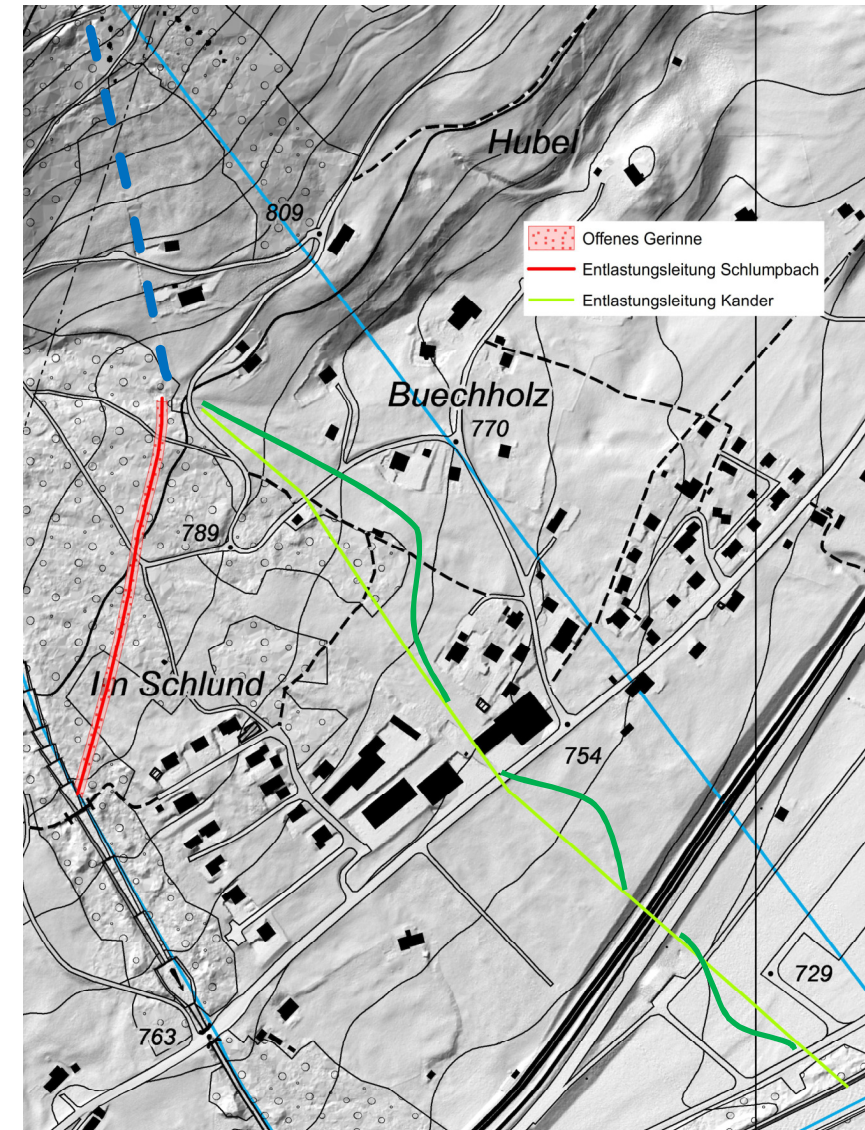 Hubel
809
Offenes Gerinne
Entlastungsleitung Schlumpbach
Entlastungsleitung Kander
Buechholz
770
789
Im Schlund
754
729
763